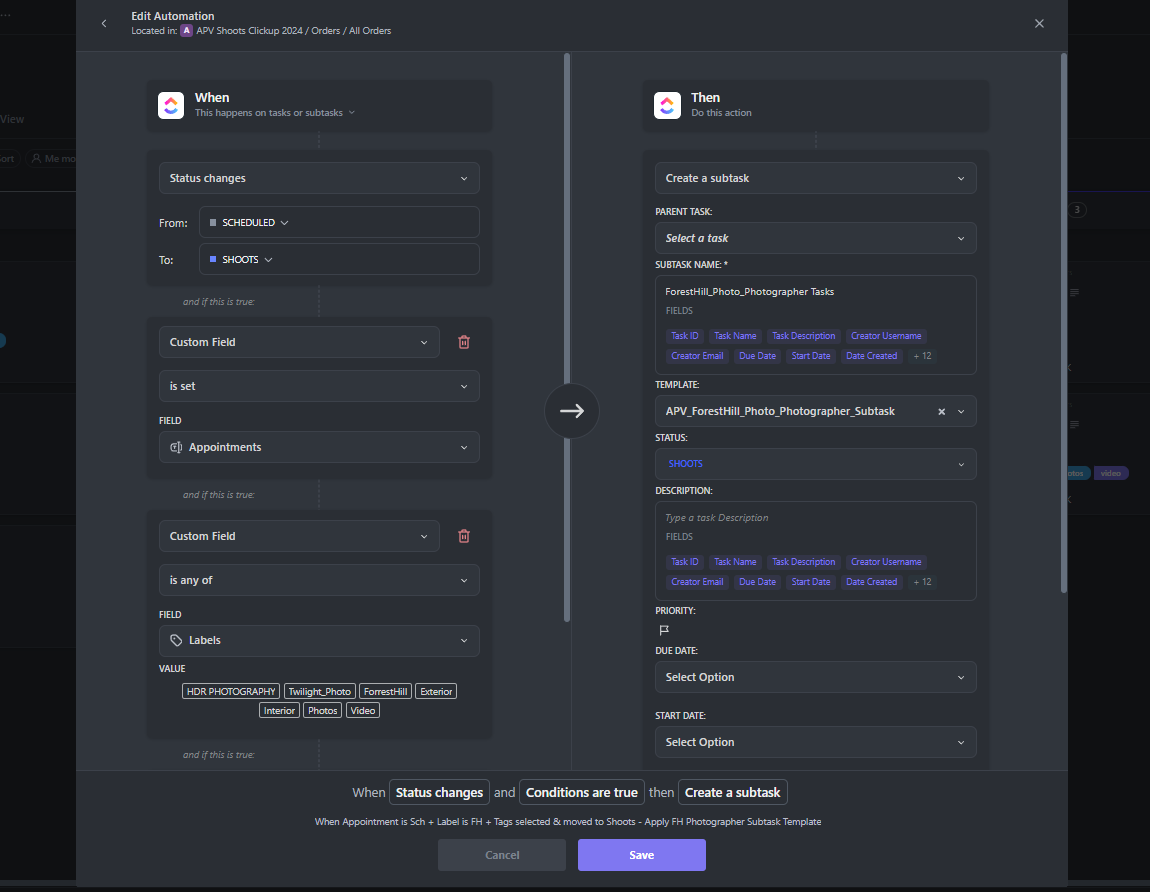 Edit Automation
Located in: A APV Shoots Clickup 2024 / Orders / All Orders
View
Me mo
3
When
This happens on tasks or subtasks
Status changes
From: SCHEDULED
To: SHOOTS
and if this is true:
Custom Field
is set
FIELD
Appointments
and if this is true:
Custom Field
is any of
FIELD
Labels
VALUE
HDR PHOTOGRAPHY Twilight_Photo ForrestHill Exterior
Interior Photos Video
and if this is true:
Then
Do this action
Create a subtask
PARENT TASK:
Select a task
SUBTASK NAME: *
ForestHill_Photo_Photographer Tasks
FIELDS
Task ID Task Name Task Description Creator Username
Creator Email Due Date Start Date Date Created + 12
TEMPLATE:
APV_ForestHill_Photo_Photographer_Subtask
STATUS:
SHOOTS
DESCRIPTION:
Type a task Description
FIELDS
Task ID Task Name Task Description Creator Username
Creator Email Due Date Start Date Date Created + 12
PRIORITY:
DUE DATE:
Select Option
START DATE:
Select Option
otos video
When Status changes and Conditions are true then Create a subtask
When Appointment is Sch + Label is FH + Tags selected & moved to Shoots - Apply FH Photographer Subtask Template
Cancel Save